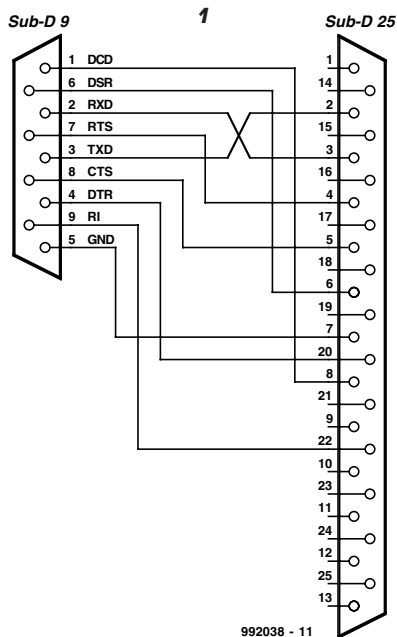 1
Sub-D 9
Sub-D 25
1 DCD
6 DSR
2 RXD
7 RTS
3 TXD
8 CTS
4 DTR
9 RI
5 GND
1
14
2
15
3
16
4
17
5
18
6
19
7
20
8
21
9
22
10
23
11
24
12
25
13
992038 - 11